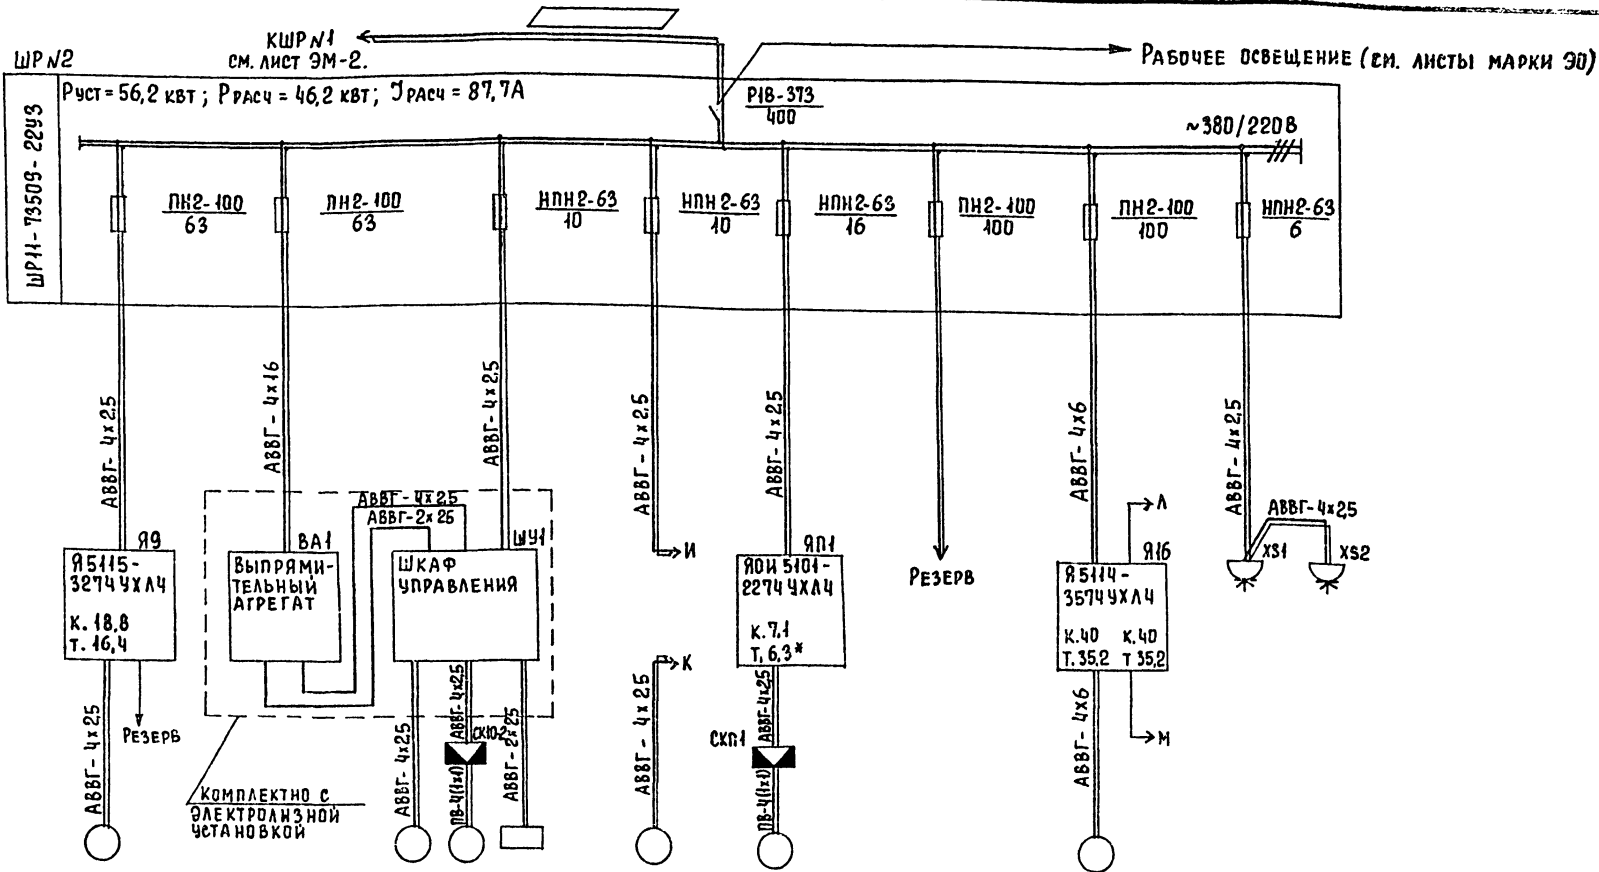 КШР N1
см. лист ЭМ-2.
Рабочее освещение (см. листы марки ЭО)
ШР N2
ШР11-73509-22У3
Руст = 56,2 квт; Ррасч = 46,2 квт; Iрасч = 87,7А
Р18-373
400
~380/220В
ПН2-100
63
ПН2-100
63
НПН2-63
10
НПН2-63
10
НПН2-63
16
ПН2-100
100
ПН2-100
100
НПН2-63
6
АВВГ-4х2,5
АВВГ-4х16
АВВГ-4х2,5
АВВГ-4х2,5
АВВГ-4х2,5
АВВГ-4х6
АВВГ-4х2,5
АВВГ-4х2,5
АВВГ-4х2,5
АВВГ-2х25
Я9
Я5115-
3274УХЛ4
к. 18,8
т. 16,4
ВА1
Выпрями-
тельный
агрегат
ШУ1
Шкаф
управления
И
К
ЯП1
ЯОИ 5101-
2274УХЛ4
к. 7,1
т. 6,3*
Резерв
Л
Я16
Я5114-
3574УХЛ4
к. 40 к. 40
т. 35,2 т 35,2
М
XS1
XS2
АВВГ-4х2,5
Резерв
Комплектно с
электролизной
установкой
АВВГ-4х2,5
АВВГ-4х2,5
СК10-2
ПВ-4(1х1)
АВВГ-2х25
АВВГ-4х2,5
АВВГ-4х2,5
СКП1
ПВ-4(1х1)
АВВГ-4х6